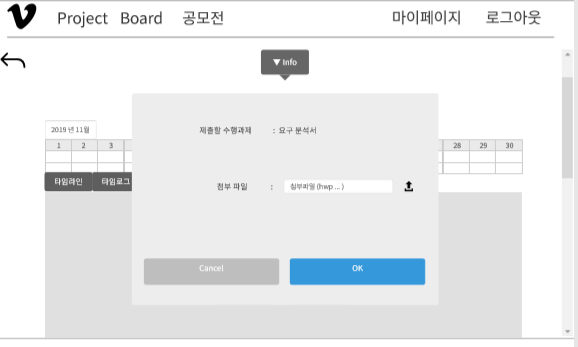 Project Board 공모전 마이페이지 로그아웃
▼ Info
제출할 수행과제 : 요구 분석서
2019 년 11월
1 2 3 28 29 30
타임라인 타임로그
첨부 파일 : 첨부파일 (hwp ... )
Cancel OK